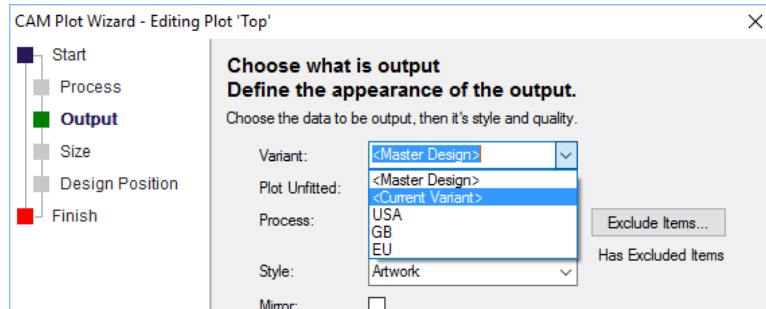 CAM Plot Wizard - Editing Plot 'Top'
Start
Process
Output
Size
Design Position
Finish
Choose what is output
Define the appearance of the output.
Choose the data to be output, then it's style and quality.
Variant: <Master Design>
<Master Design>
Plot Unfitted: <Current Variant>
Process: USA Exclude Items...
GB
EU Has Excluded Items
Style: Artwork
Mirror: